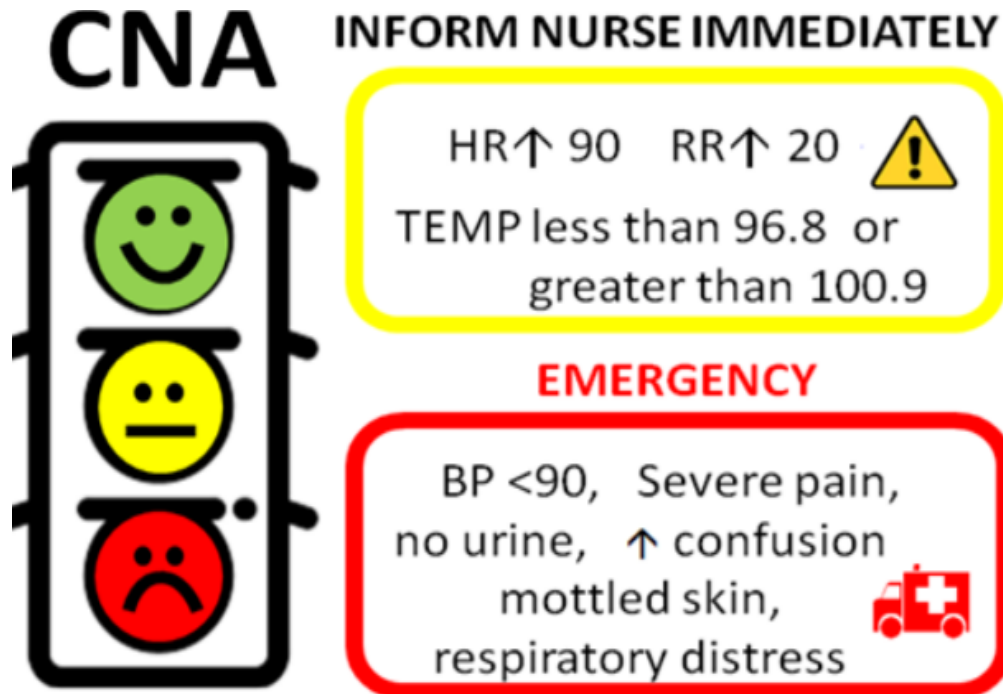 CNA
INFORM NURSE IMMEDIATELY
HR↑ 90 RR↑ 20
TEMP less than 96.8 or
greater than 100.9
EMERGENCY
BP <90, Severe pain,
no urine, ↑ confusion
mottled skin,
respiratory distress